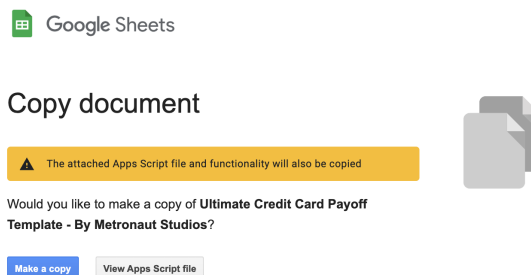 Google Sheets
Copy document
The attached Apps Script file and functionality will also be copied
Would you like to make a copy of Ultimate Credit Card Payoff
Template - By Metronaut Studios?
Make a copy
View Apps Script file